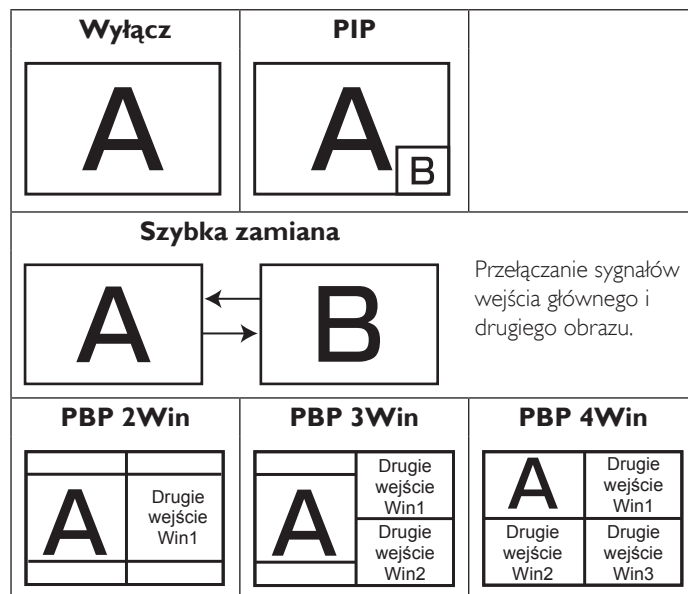 Wyłącz
PIP
A
A
B
Szybka zamiana
A
B
Przełączanie sygnałów
wejścia głównego i
drugiego obrazu.
PBP 2Win
PBP 3Win
PBP 4Win
A
Drugie
wejście
Win1
A
Drugie
wejście
Win1
Drugie
wejście
Win2
A
Drugie
wejście
Win1
Drugie
wejście
Win2
Drugie
wejście
Win3